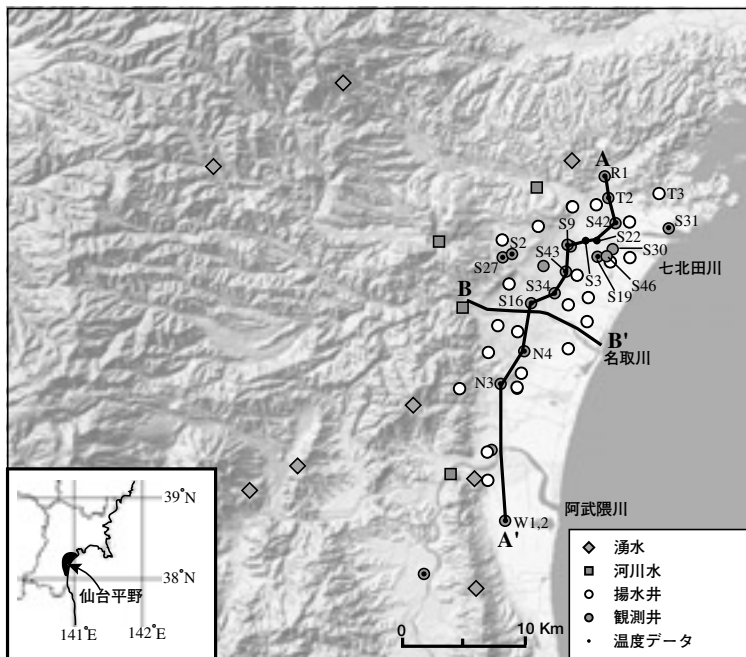 A
R1
T2
T3
S42
S31
S9
S22
S2
S43
S30
S27
S3
七北田川
S34
S19
S46
B
S16
B'
名取川
N4
N3
39°N
阿武隈川
W1,2
A'
湧水
38°N
河川水
仙台平野
揚水井
観測井
141°E
142°E
0
10 Km
温度データ